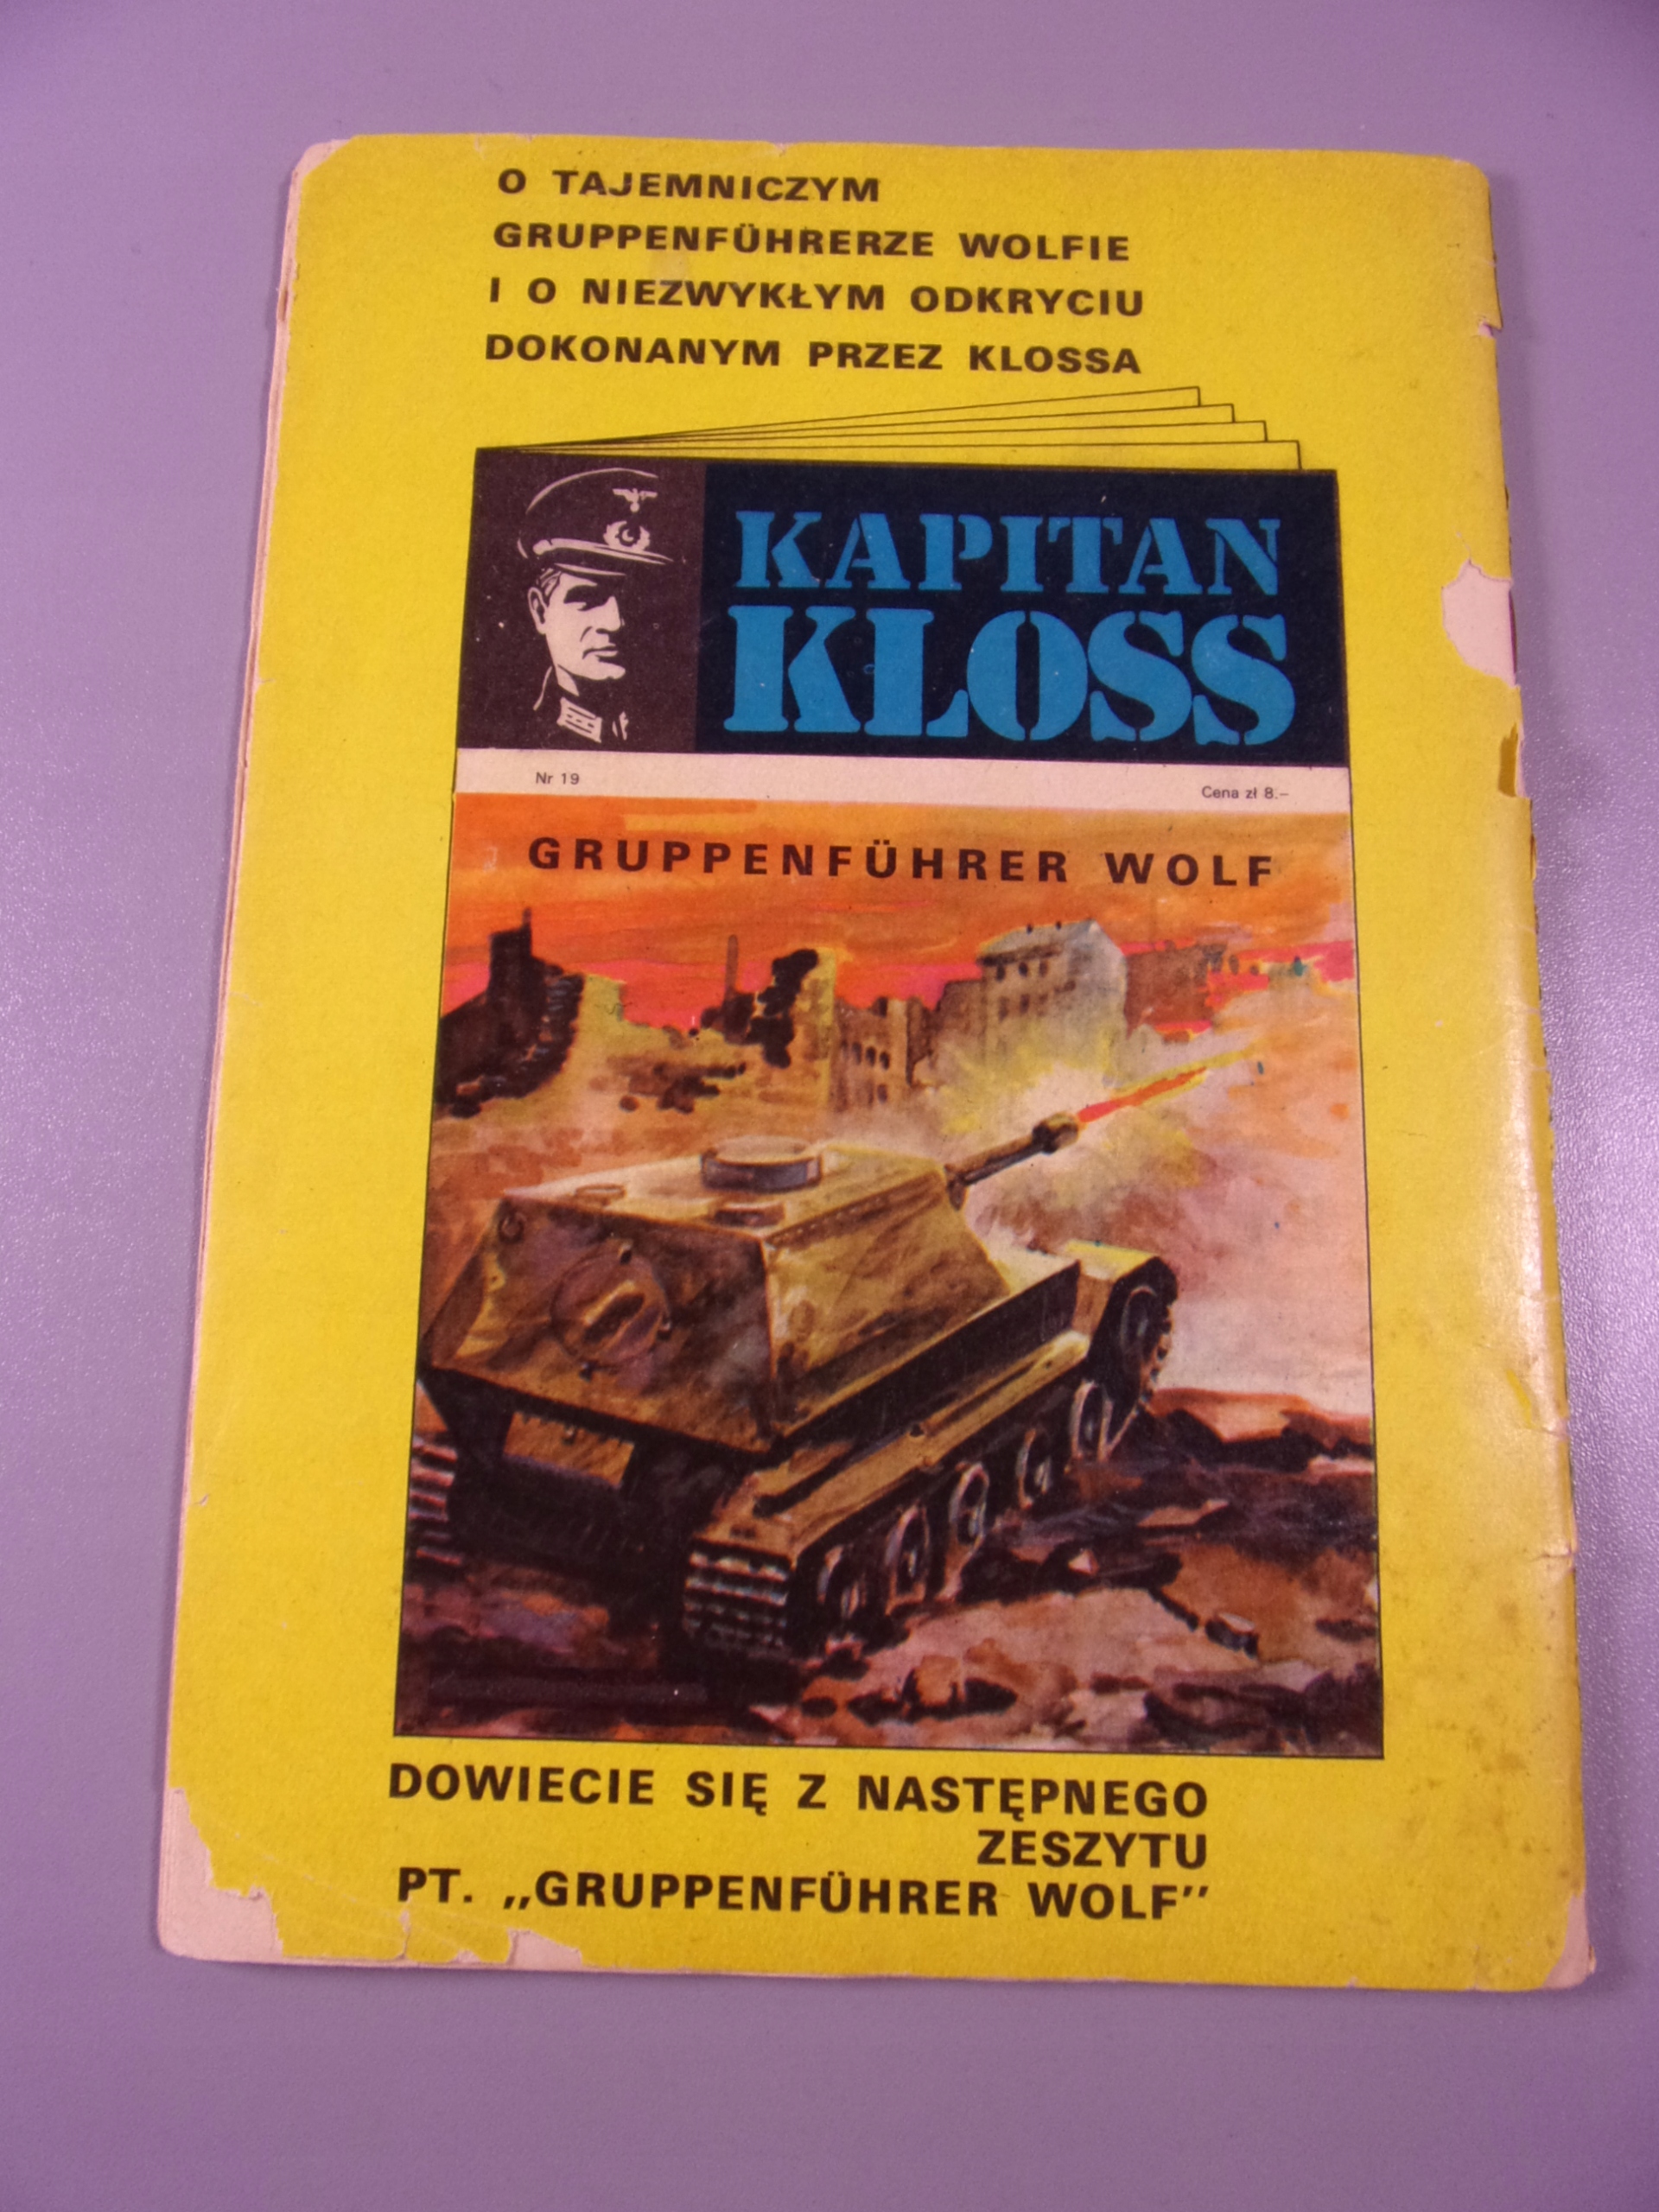 O TAJEMNICZYM
GRUPPENFÜHRERZE WOLFIE
I O NIEZWYKŁYM ODKRYCIU
DOKONANYM PRZEZ KLOSSA
KAPITAN
KLOSS
Nr 19
Cena zł 8.–
GRUPPENFÜHRER WOLF
DOWIECIE SIĘ Z NASTĘPNEGO
ZESZYTU
PT. „GRUPPENFÜHRER WOLF”